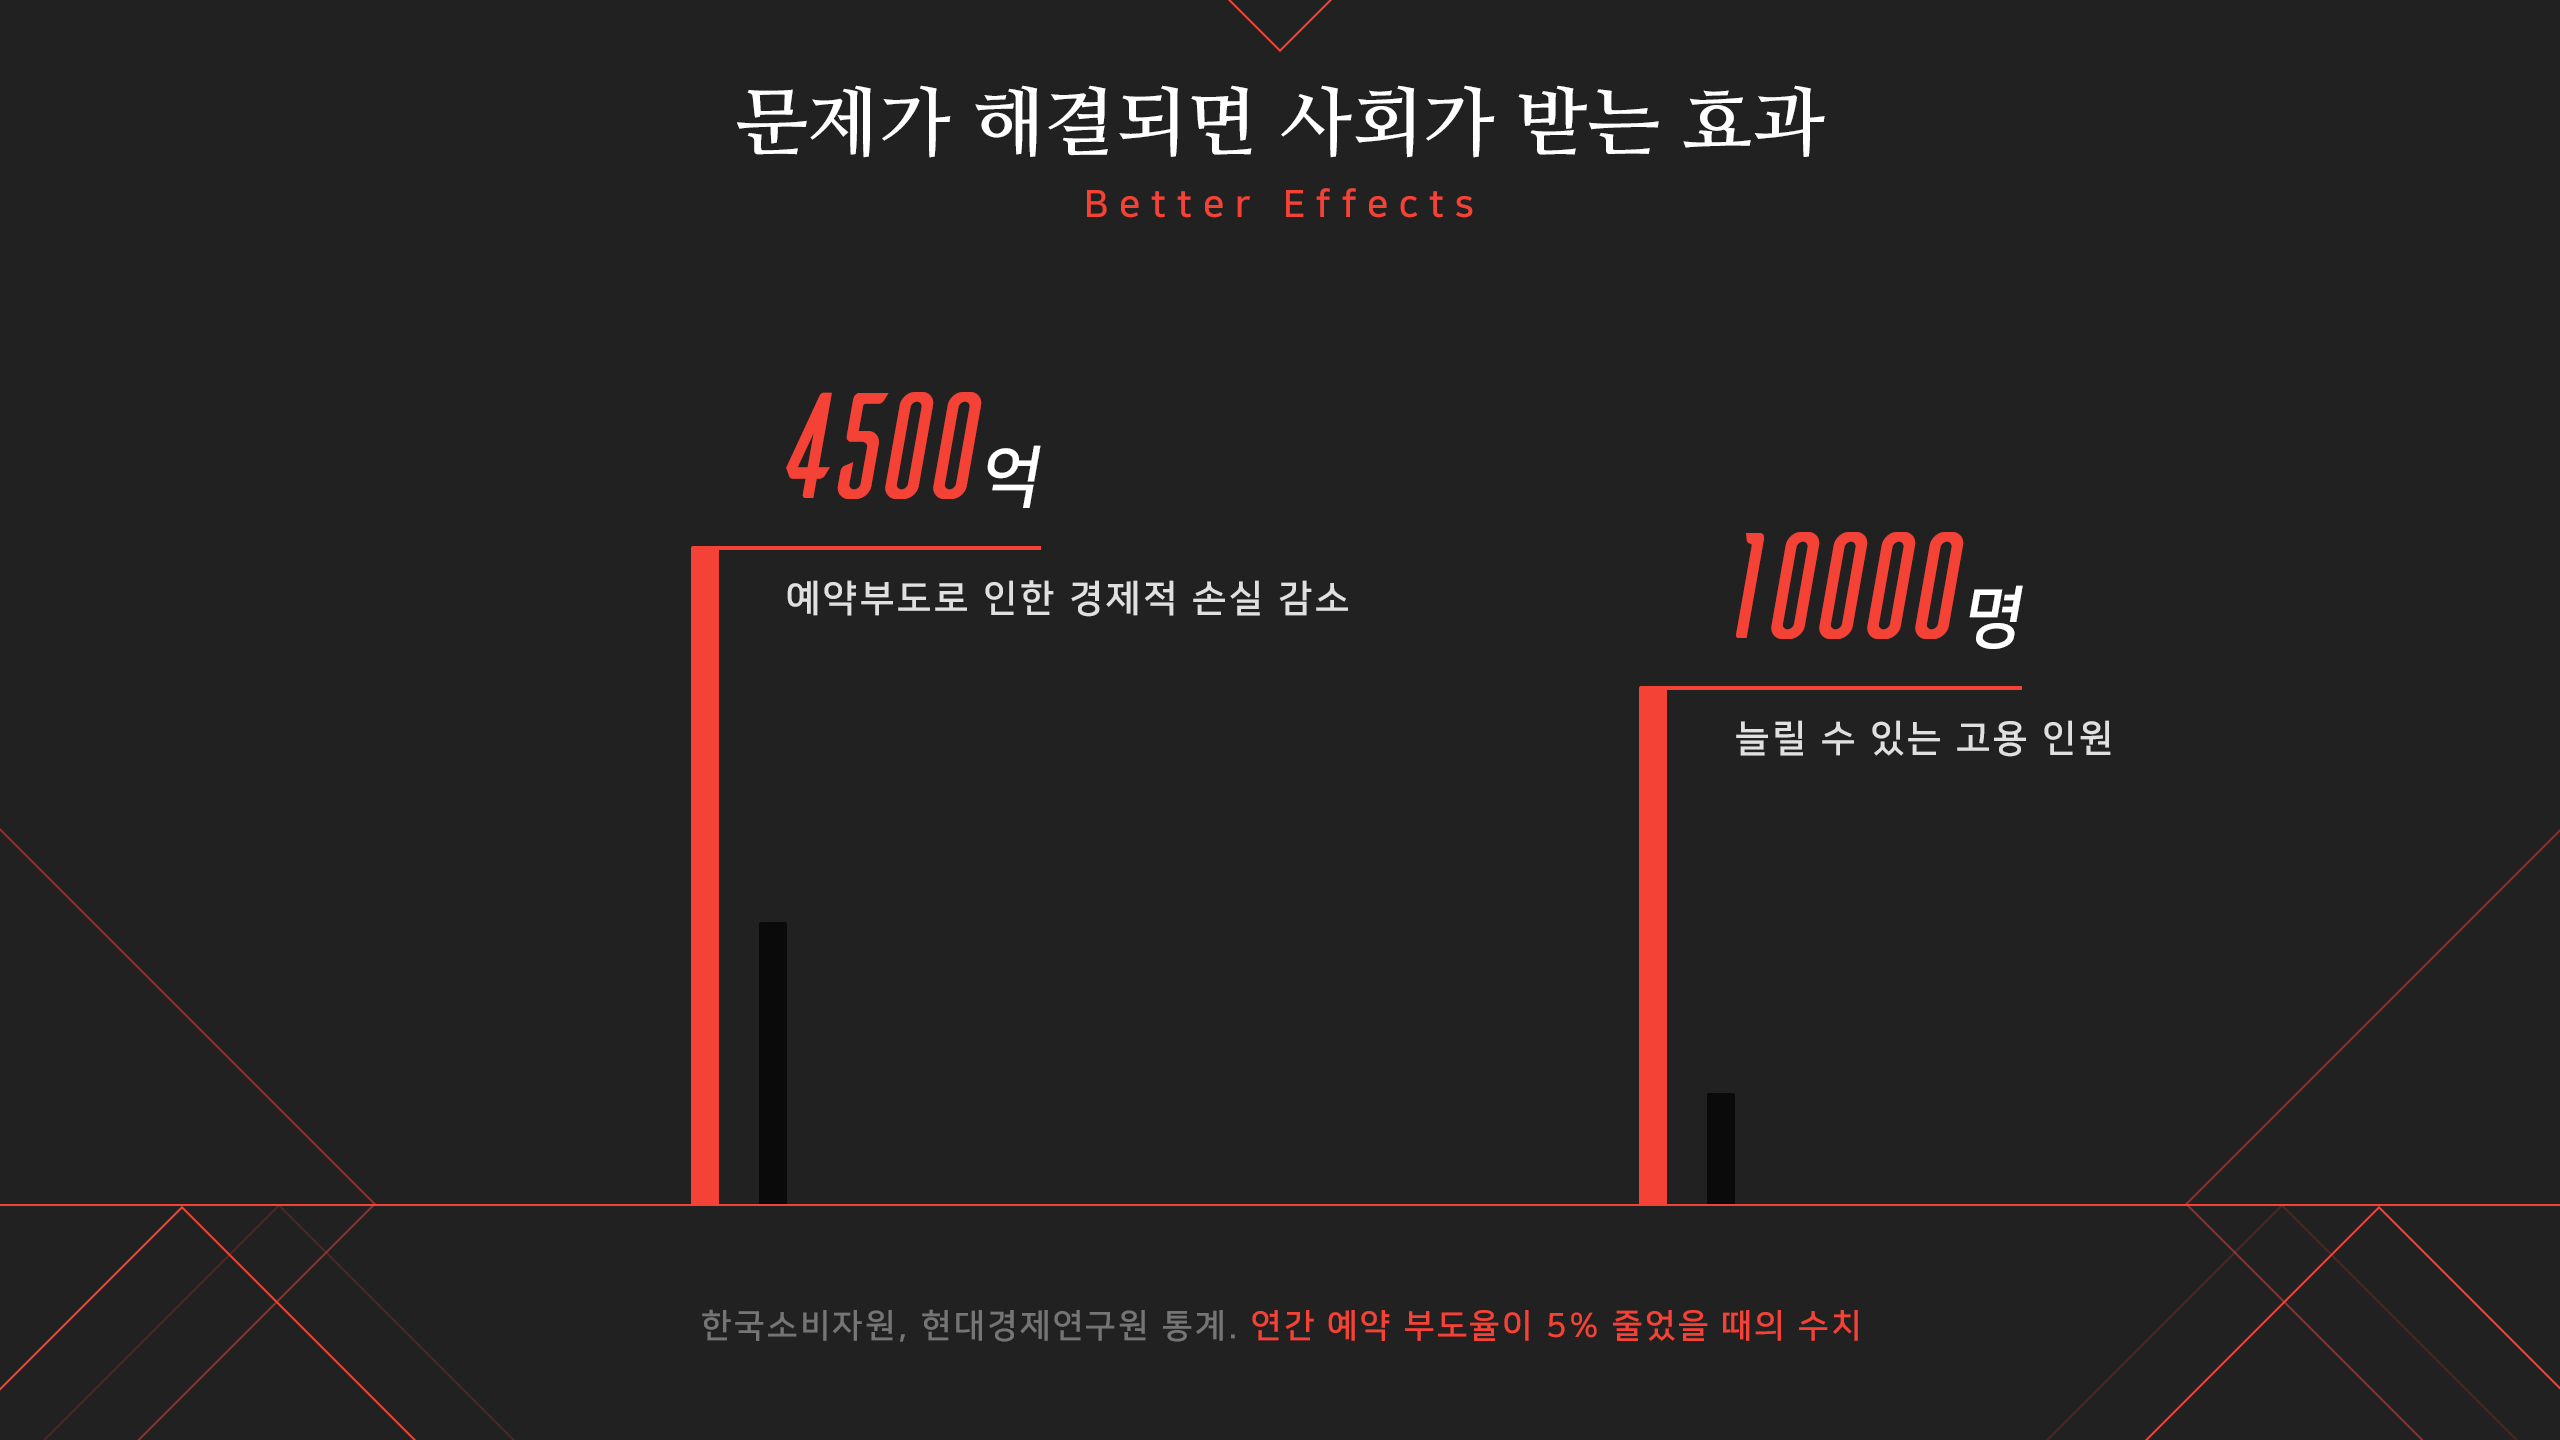 문제가 해결되면 사회가 받는 효과
Better Effects
4500억
예약부도로 인한 경제적 손실 감소
10000명
늘릴 수 있는 고용 인원
한국소비자원, 현대경제연구원 통계. 연간 예약 부도율이 5% 줄었을 때의 수치